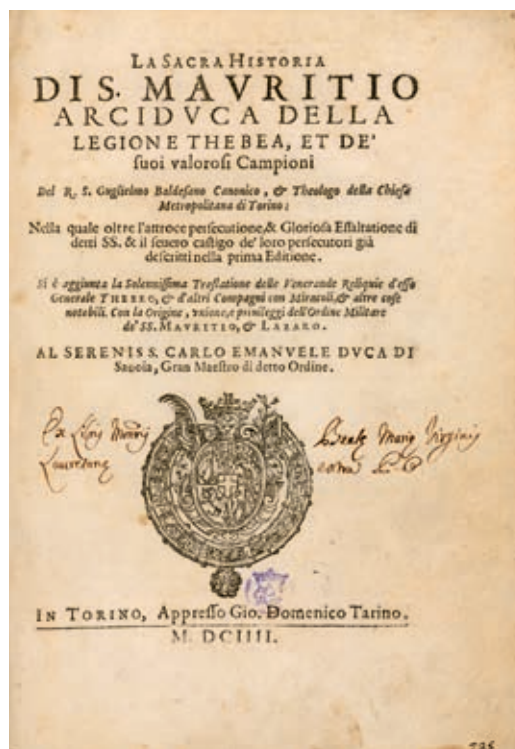 LA SACRA HISTORIA
DI S. MAVRITIO
ARCIDVCA DELLA
LEGIONE THEBEA, ET DE'
suoi valorosi Campioni
Del R. S. Guglielmo Baldesano Canonico, & Theologo della Chiesa
Metropolitana di Torino:
Nella quale oltre l'attroce persecutione, & Gloriosa Essaltatione di
detti SS. & il seuero castigo de' loro persecutori già
descritti nella prima Editione.
Si è aggiunta la Solennissima Traslatione delle Venerande Reliquie d'esso
Generale THEBEO, & d'altri Compagni con Miracoli, & altre cose
notabili. Con la Origine, vnione, e priuileggi dell'Ordine Militare
de' SS. MAVRITIO, & LAZARO.
AL SERENISS. CARLO EMANVELE DVCA DI
Sauoia, Gran Maestro di detto Ordine.
Beatę Marię Virginis
IN TORINO, Appresso Gio. Domenico Tarino.
M. DCIIII.